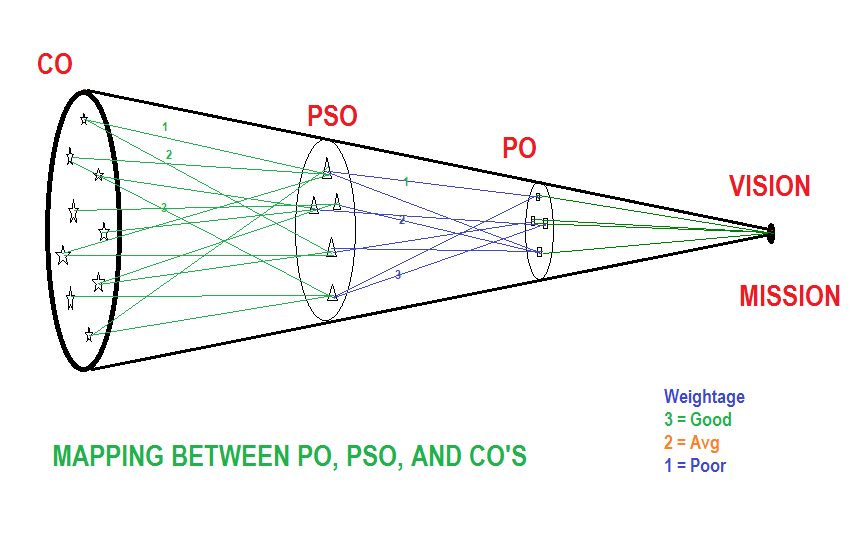 CO
PSO
PO
VISION
MISSION
1
2
3
1
2
3
Weightage
3 = Good
2 = Avg
1 = Poor
MAPPING BETWEEN PO, PSO, AND CO'S